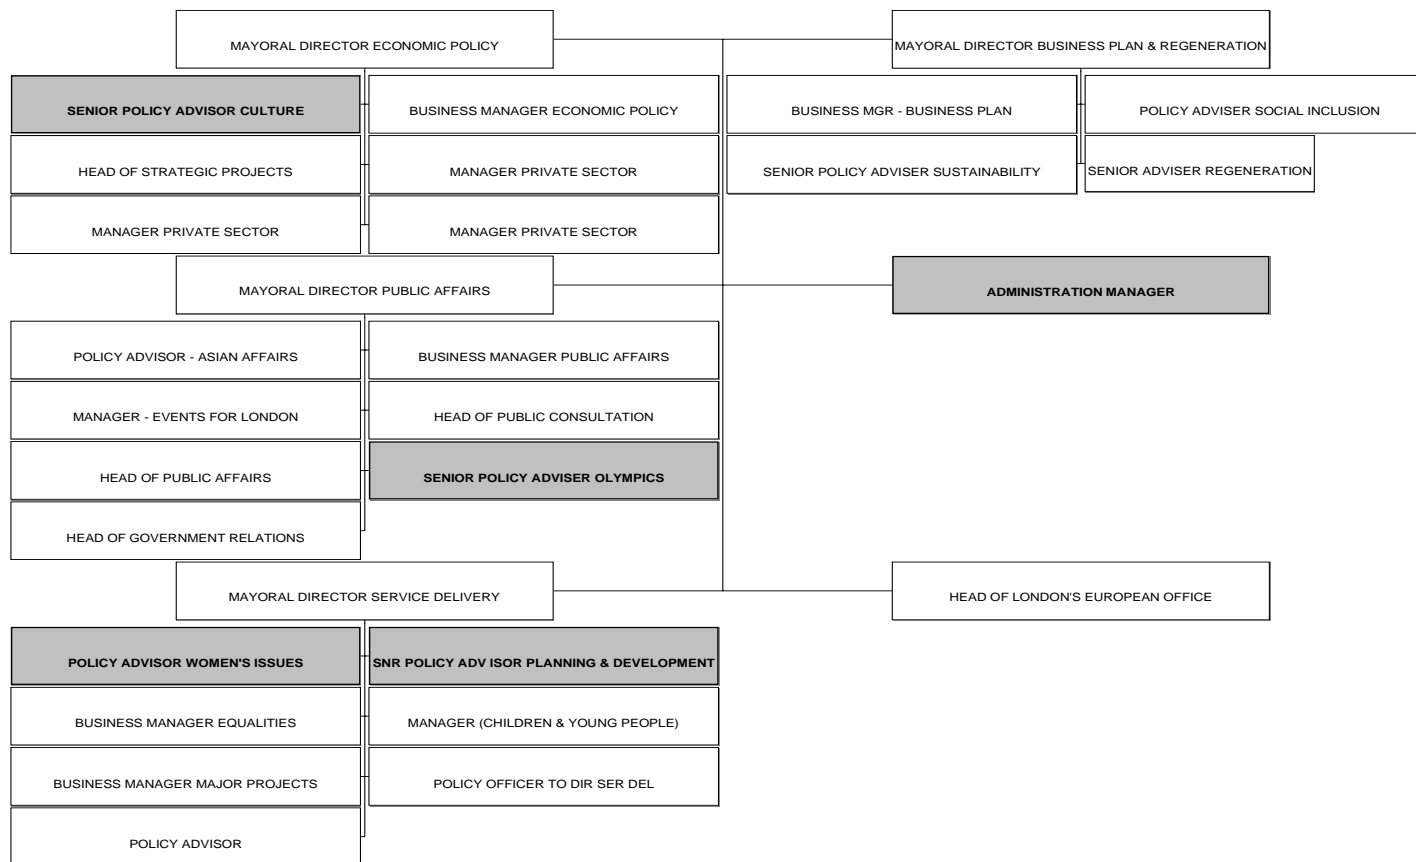 MAYORAL DIRECTOR ECONOMIC POLICY
MAYORAL DIRECTOR BUSINESS PLAN & REGENERATION
SENIOR POLICY ADVISOR CULTURE
BUSINESS MANAGER ECONOMIC POLICY
BUSINESS MGR - BUSINESS PLAN
POLICY ADVISER SOCIAL INCLUSION
HEAD OF STRATEGIC PROJECTS
MANAGER PRIVATE SECTOR
SENIOR POLICY ADVISER SUSTAINABILITY
SENIOR ADVISER REGENERATION
MANAGER PRIVATE SECTOR
MANAGER PRIVATE SECTOR
MAYORAL DIRECTOR PUBLIC AFFAIRS
ADMINISTRATION MANAGER
POLICY ADVISOR - ASIAN AFFAIRS
BUSINESS MANAGER PUBLIC AFFAIRS
MANAGER - EVENTS FOR LONDON
HEAD OF PUBLIC CONSULTATION
HEAD OF PUBLIC AFFAIRS
SENIOR POLICY ADVISER OLYMPICS
HEAD OF GOVERNMENT RELATIONS
MAYORAL DIRECTOR SERVICE DELIVERY
HEAD OF LONDON'S EUROPEAN OFFICE
POLICY ADVISOR WOMEN'S ISSUES
SNR POLICY ADV ISOR PLANNING & DEVELOPMENT
BUSINESS MANAGER EQUALITIES
MANAGER (CHILDREN & YOUNG PEOPLE)
BUSINESS MANAGER MAJOR PROJECTS
POLICY OFFICER TO DIR SER DEL
POLICY ADVISOR